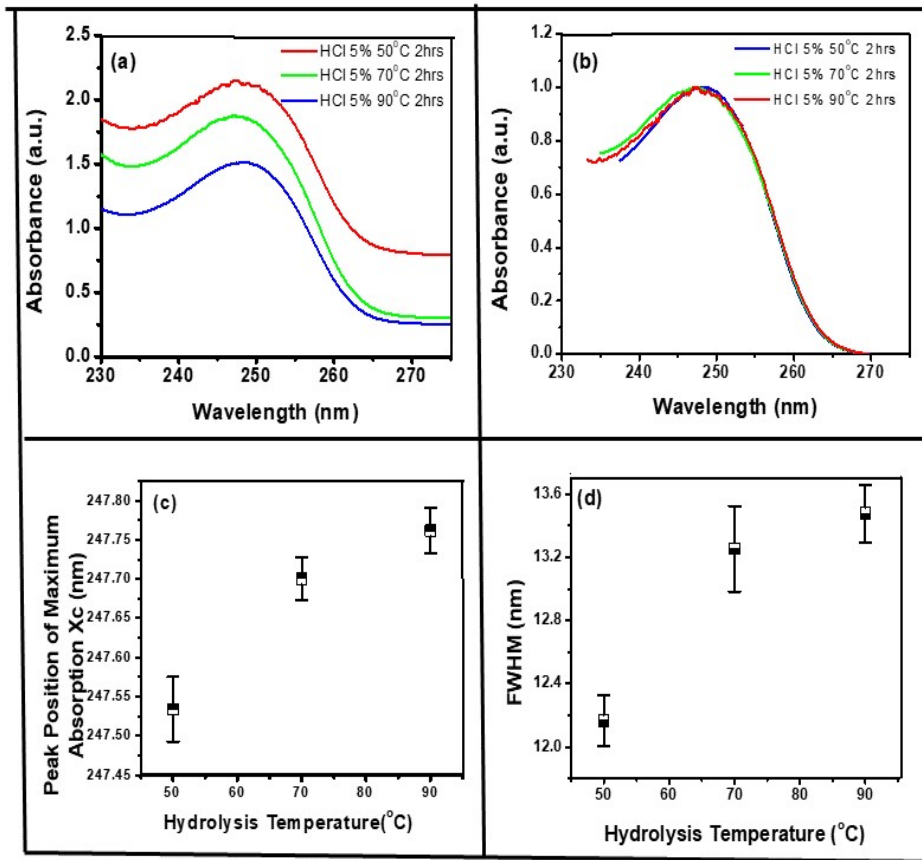 (a)
HCl 5% 50°C 2hrs
HCl 5% 70°C 2hrs
HCl 5% 90°C 2hrs
Absorbance (a.u.)
2.5
2.0
1.5
1.0
0.5
0.0
230 240 250 260 270
Wavelength (nm)
(b)
HCl 5% 50°C 2hrs
HCl 5% 70°C 2hrs
HCl 5% 90°C 2hrs
Absorbance (a.u.)
1.2
1.0
0.8
0.6
0.4
0.2
0.0
230 240 250 260 270
Wavelength (nm)
(c)
Peak Position of Maximum
Absorption Xc (nm)
247.80
247.75
247.70
247.65
247.60
247.55
247.50
247.45
50 60 70 80 90
Hydrolysis Temperature(°C)
(d)
FWHM (nm)
13.6
13.2
12.8
12.4
12.0
50 60 70 80 90
Hydrolysis Temperature (°C)